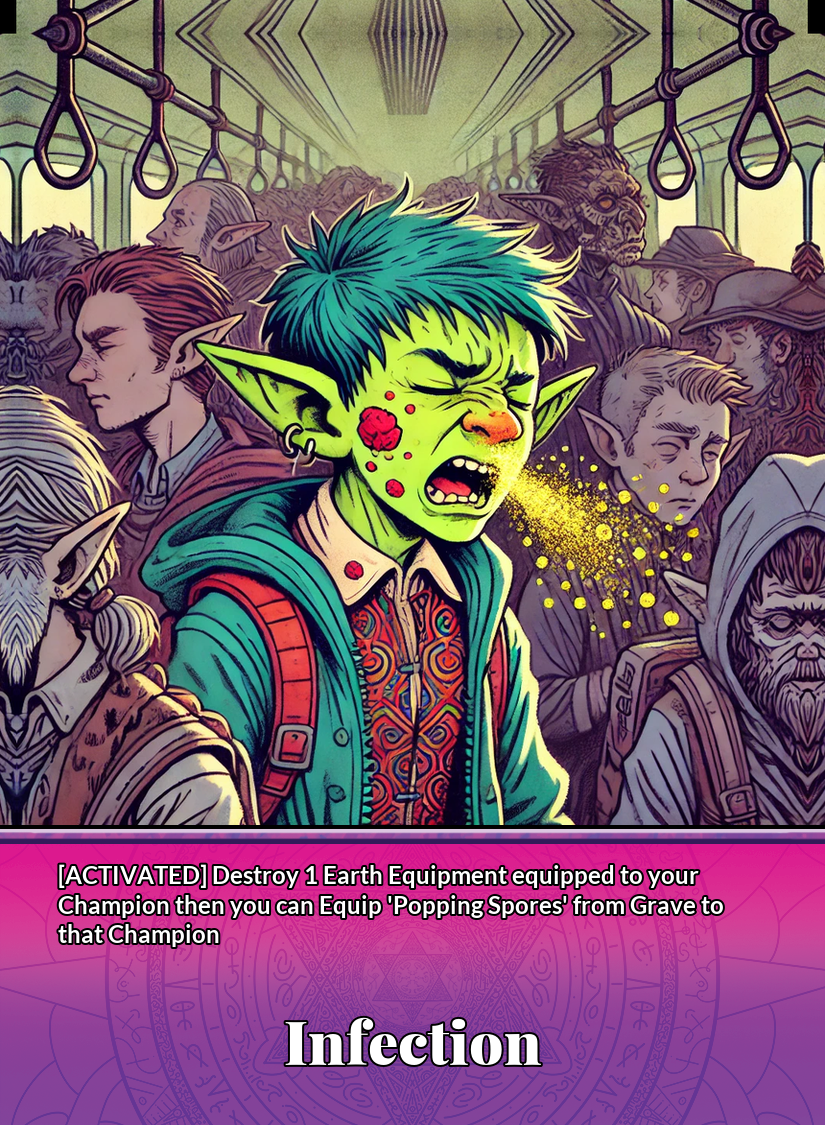 [ACTIVATED] Destroy 1 Earth Equipment equipped to your
Champion then you can Equip 'Popping Spores' from Grave to
that Champion
Infection